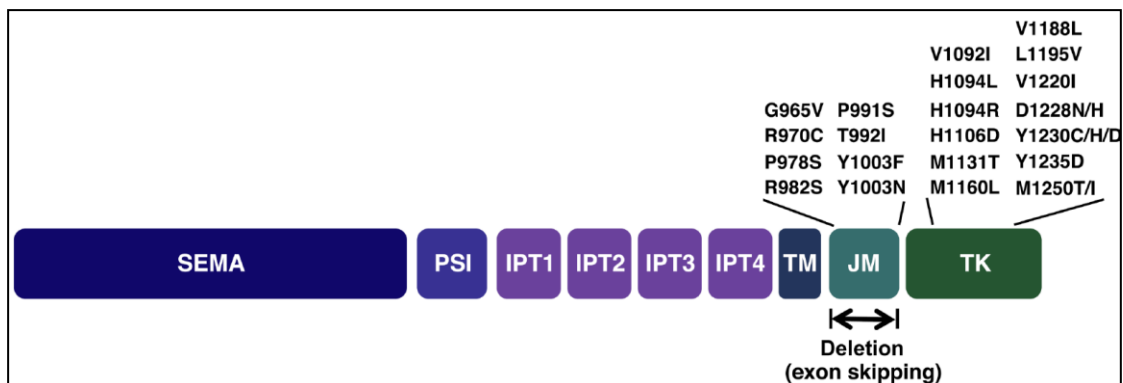 V1188L
V1092I L1195V
H1094L V1220I
G965V P991S H1094R D1228N/H
R970C T992I H1106D Y1230C/H/D
P978S Y1003F M1131T Y1235D
R982S Y1003N M1160L M1250T/I
SEMA PSI IPT1 IPT2 IPT3 IPT4 TM JM TK
Deletion
(exon skipping)